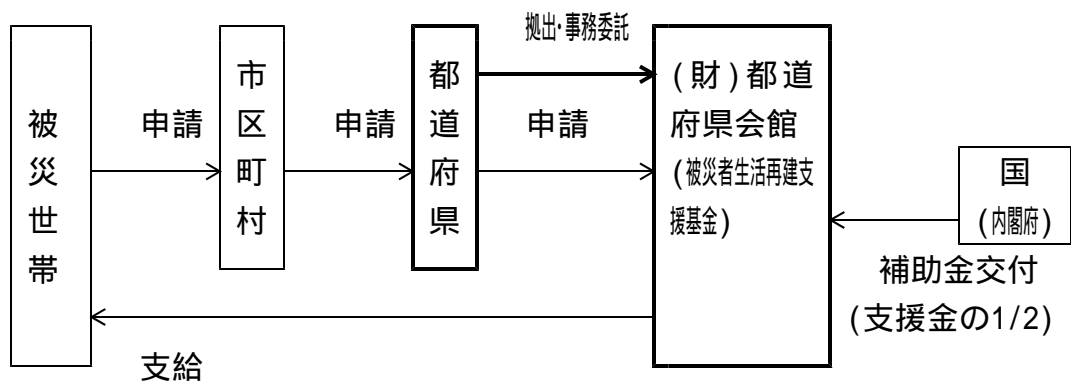 拠出・事務委託
被災世帯
申請
市区町村
申請
都道府県
申請
(財)都道
府県会館
(被災者生活再建支
援基金)
国
(内閣府)
補助金交付
(支援金の1/2)
支給